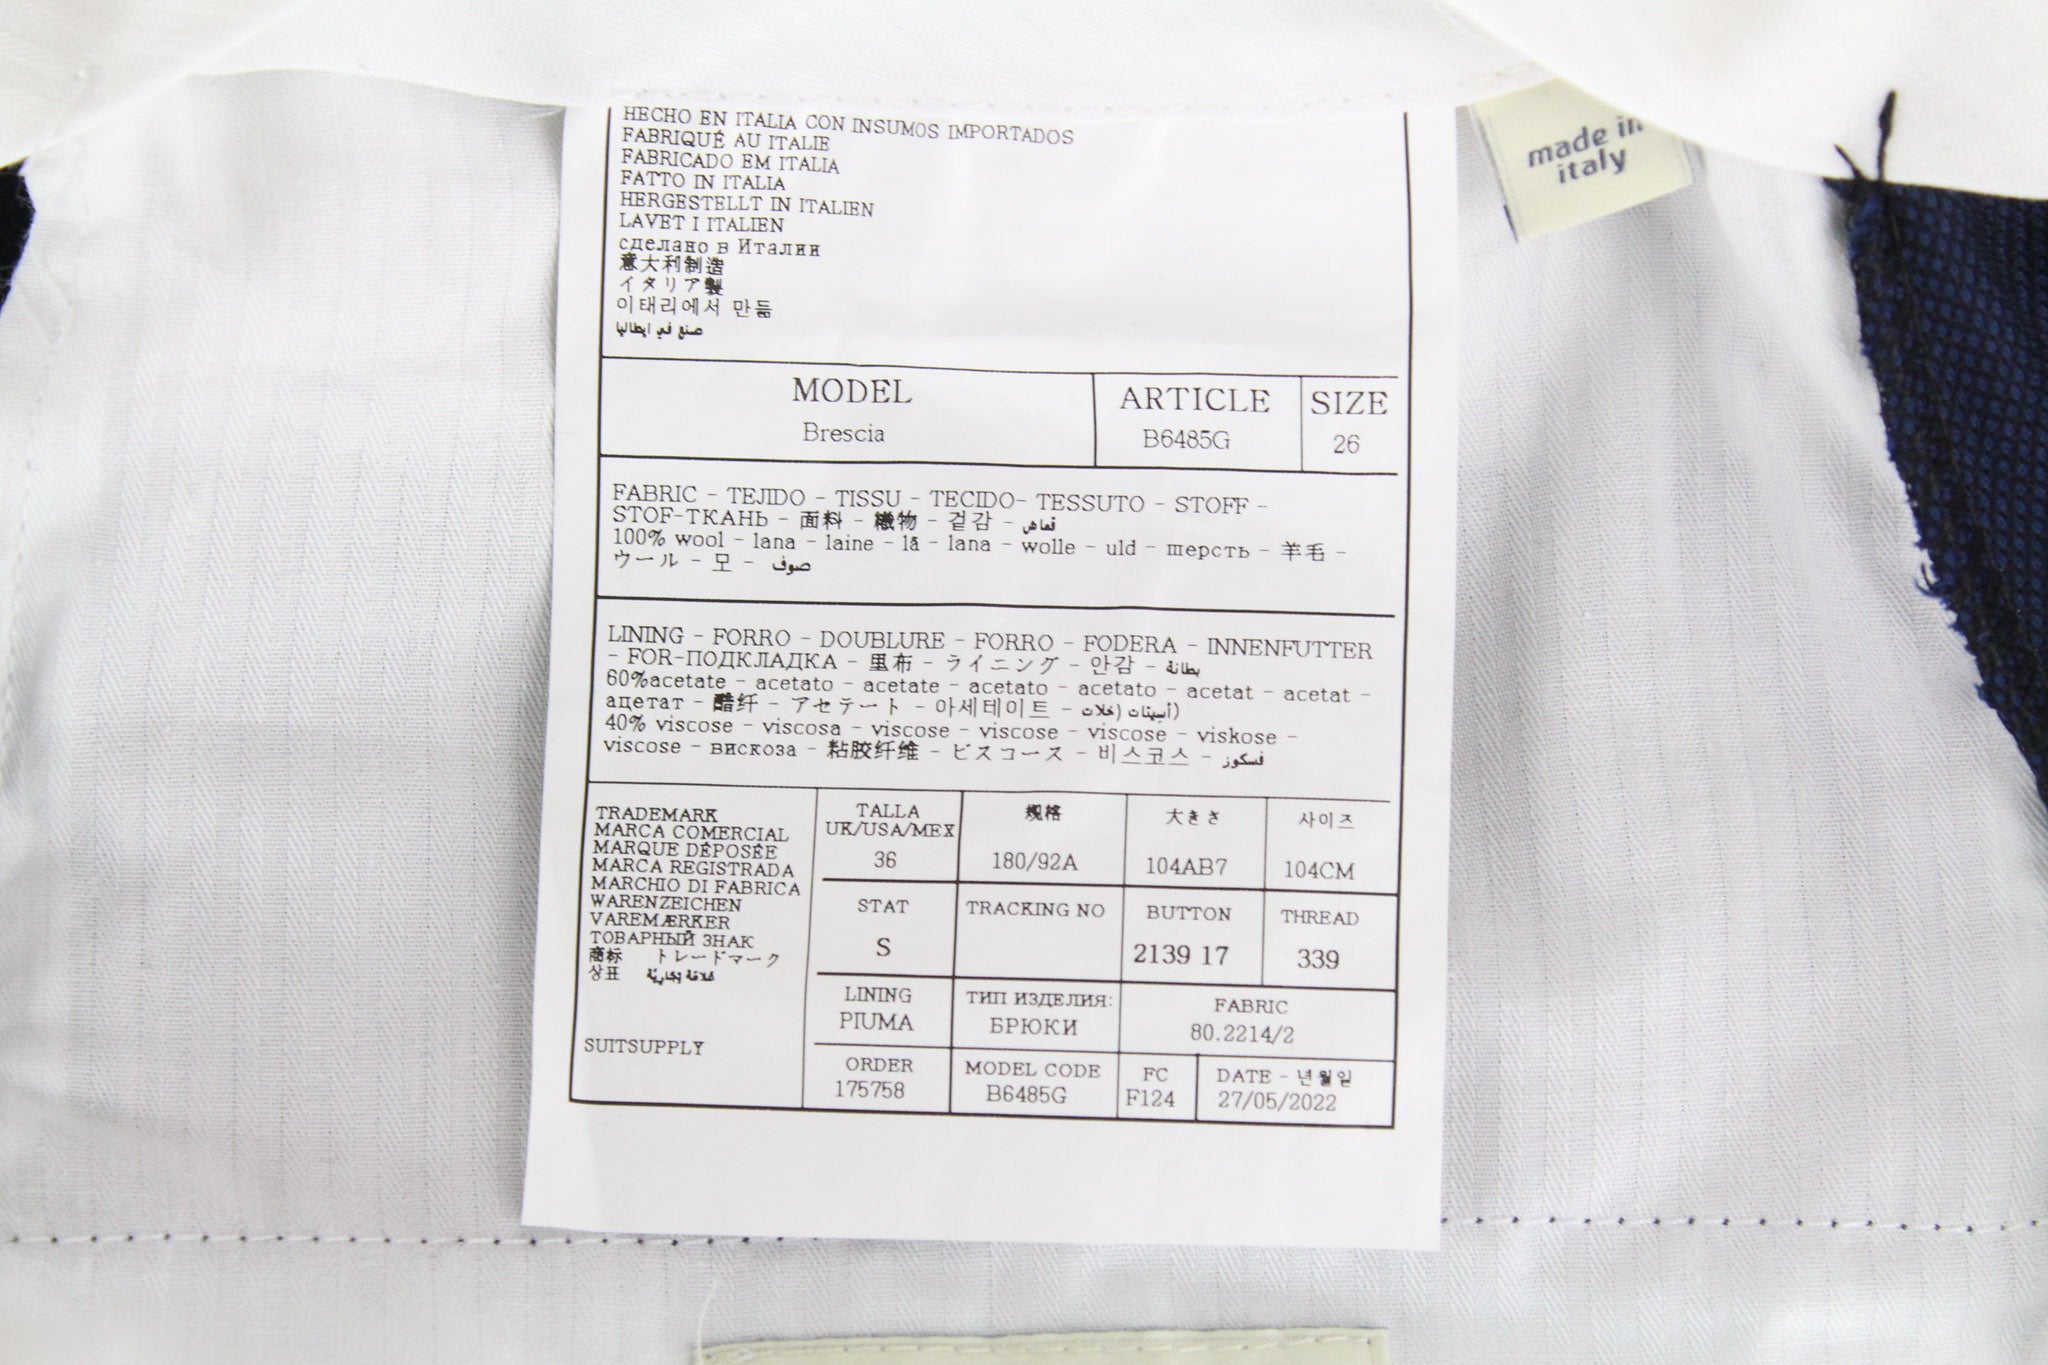 HECHO EN ITALIA CON INSUMOS IMPORTADOS
FABRIQUÉ AU ITALIE
FABRICADO EM ITALIA
FATTO IN ITALIA
HERGESTELLT IN ITALIEN
LAVET I ITALIEN
сделано в Италии
意大利制造
イタリア製
이태리에서 만듬
صنع في ايطاليا
made in
italy
MODEL
Brescia
ARTICLE
B6485G
SIZE
26
FABRIC - TEJIDO - TISSU - TECIDO- TESSUTO - STOFF -
STOF-ТКАНЬ - 面料 - 織物 - 겉감 - قماش
100% wool - lana - laine - lã - lana - wolle - uld - шерсть - 羊毛 -
ウール - 모 - صوف
LINING - FORRO - DOUBLURE - FORRO - FODERA - INNENFUTTER
- FOR-ПОДКЛАДКА - 里布 - ライニング - 안감 - بطانة
60%acetate - acetato - acetate - acetato - acetato - acetat - acetat -
ацетат - 醋纤 - アセテート - 아세테이트 - أسيتات (خلات)
40% viscose - viscosa - viscose - viscose - viscose - viskose -
viscose - вискоза - 粘胶纤维 - ビスコース - 비스코스 - فسكوز
TRADEMARK
MARCA COMERCIAL
MARQUE DÉPOSÉE
MARCA REGISTRADA
MARCHIO DI FABRICA
WARENZEICHEN
VAREMÆRKER
ТОВАРНЫЙ ЗНАК
商标 トレードマーク
상표 علامة تجارية
SUITSUPPLY
TALLA
UK/USA/MEX
36
规格
180/92A
大きさ
104AB7
사이즈
104CM
STAT
S
TRACKING NO
BUTTON
2139 17
THREAD
339
LINING
PIUMA
ТИП ИЗДЕЛИЯ:
БРЮКИ
FABRIC
80.2214/2
ORDER
175758
MODEL CODE
B6485G
FC
F124
DATE - 년월일
27/05/2022